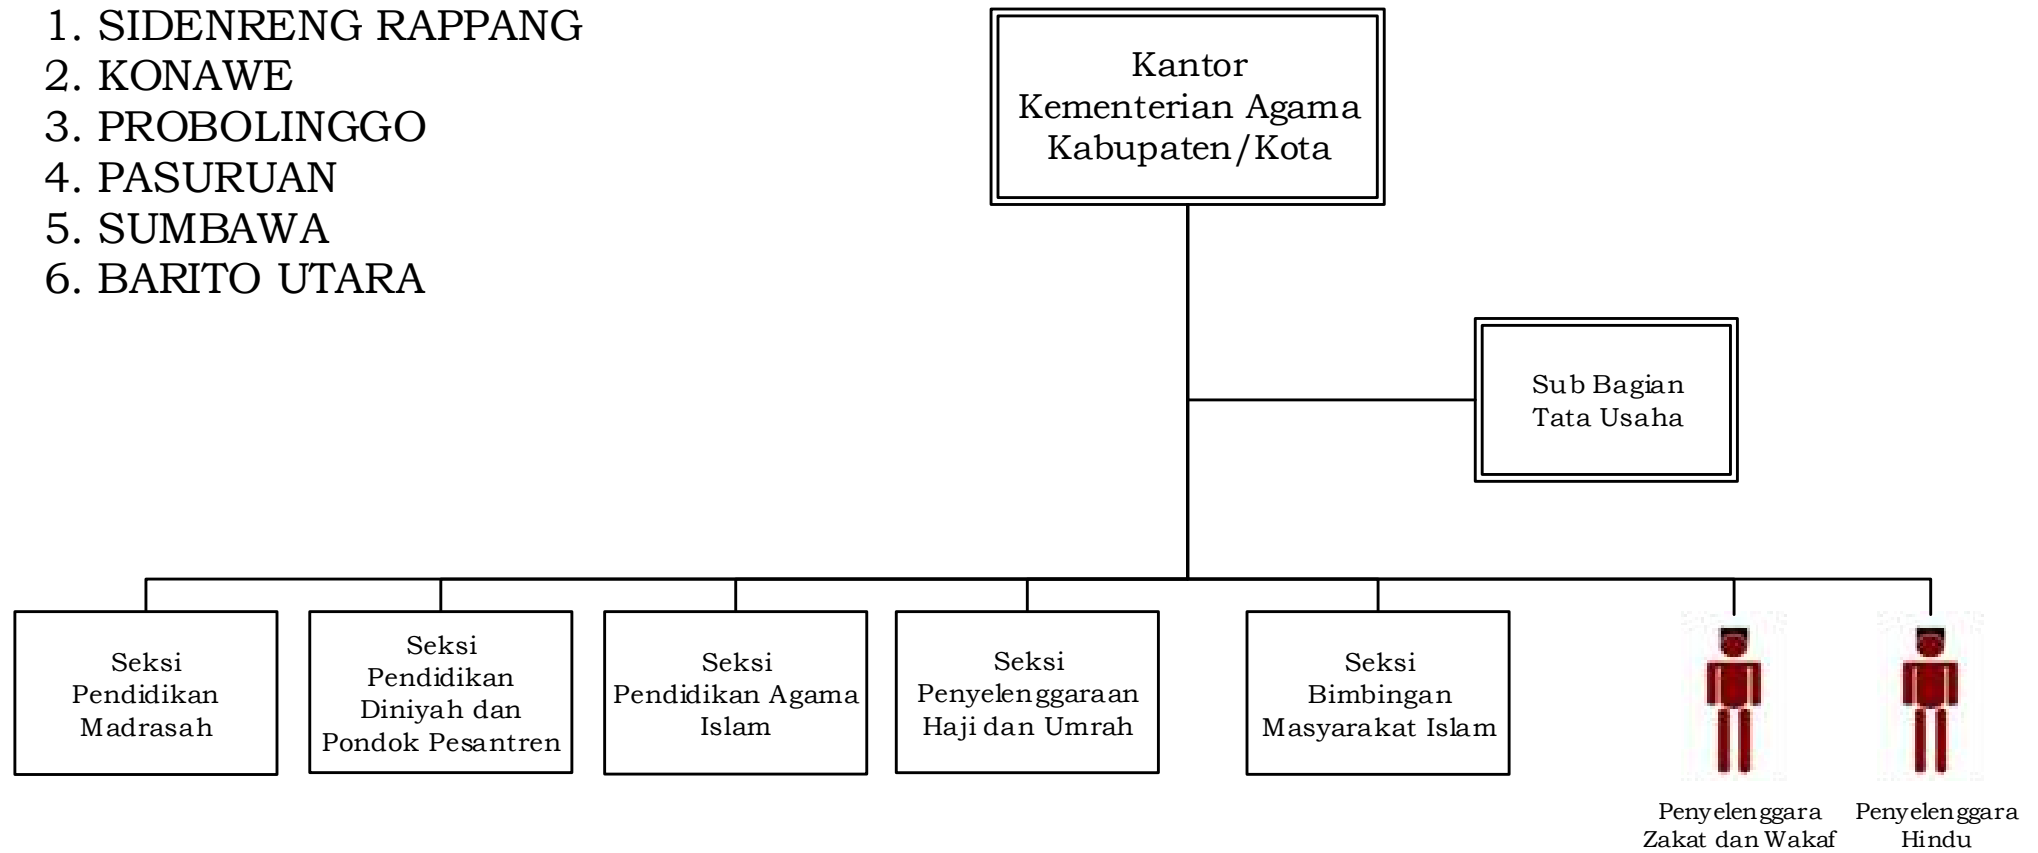 1. SIDENRENG RAPPANG
2. KONAWE
3. PROBOLINGGO
4. PASURUAN
5. SUMBAWA
6. BARITO UTARA
Kantor
Kementerian Agama
Kabupaten/Kota
Sub Bagian
Tata Usaha
Seksi
Pendidikan
Madrasah
Seksi
Pendidikan
Diniyah dan
Pondok Pesantren
Seksi
Pendidikan Agama
Islam
Seksi
Penyelenggaraan
Haji dan Umrah
Seksi
Bimbingan
Masyarakat Islam
Penyelenggara
Zakat dan Wakaf
Penyelenggara
Hindu